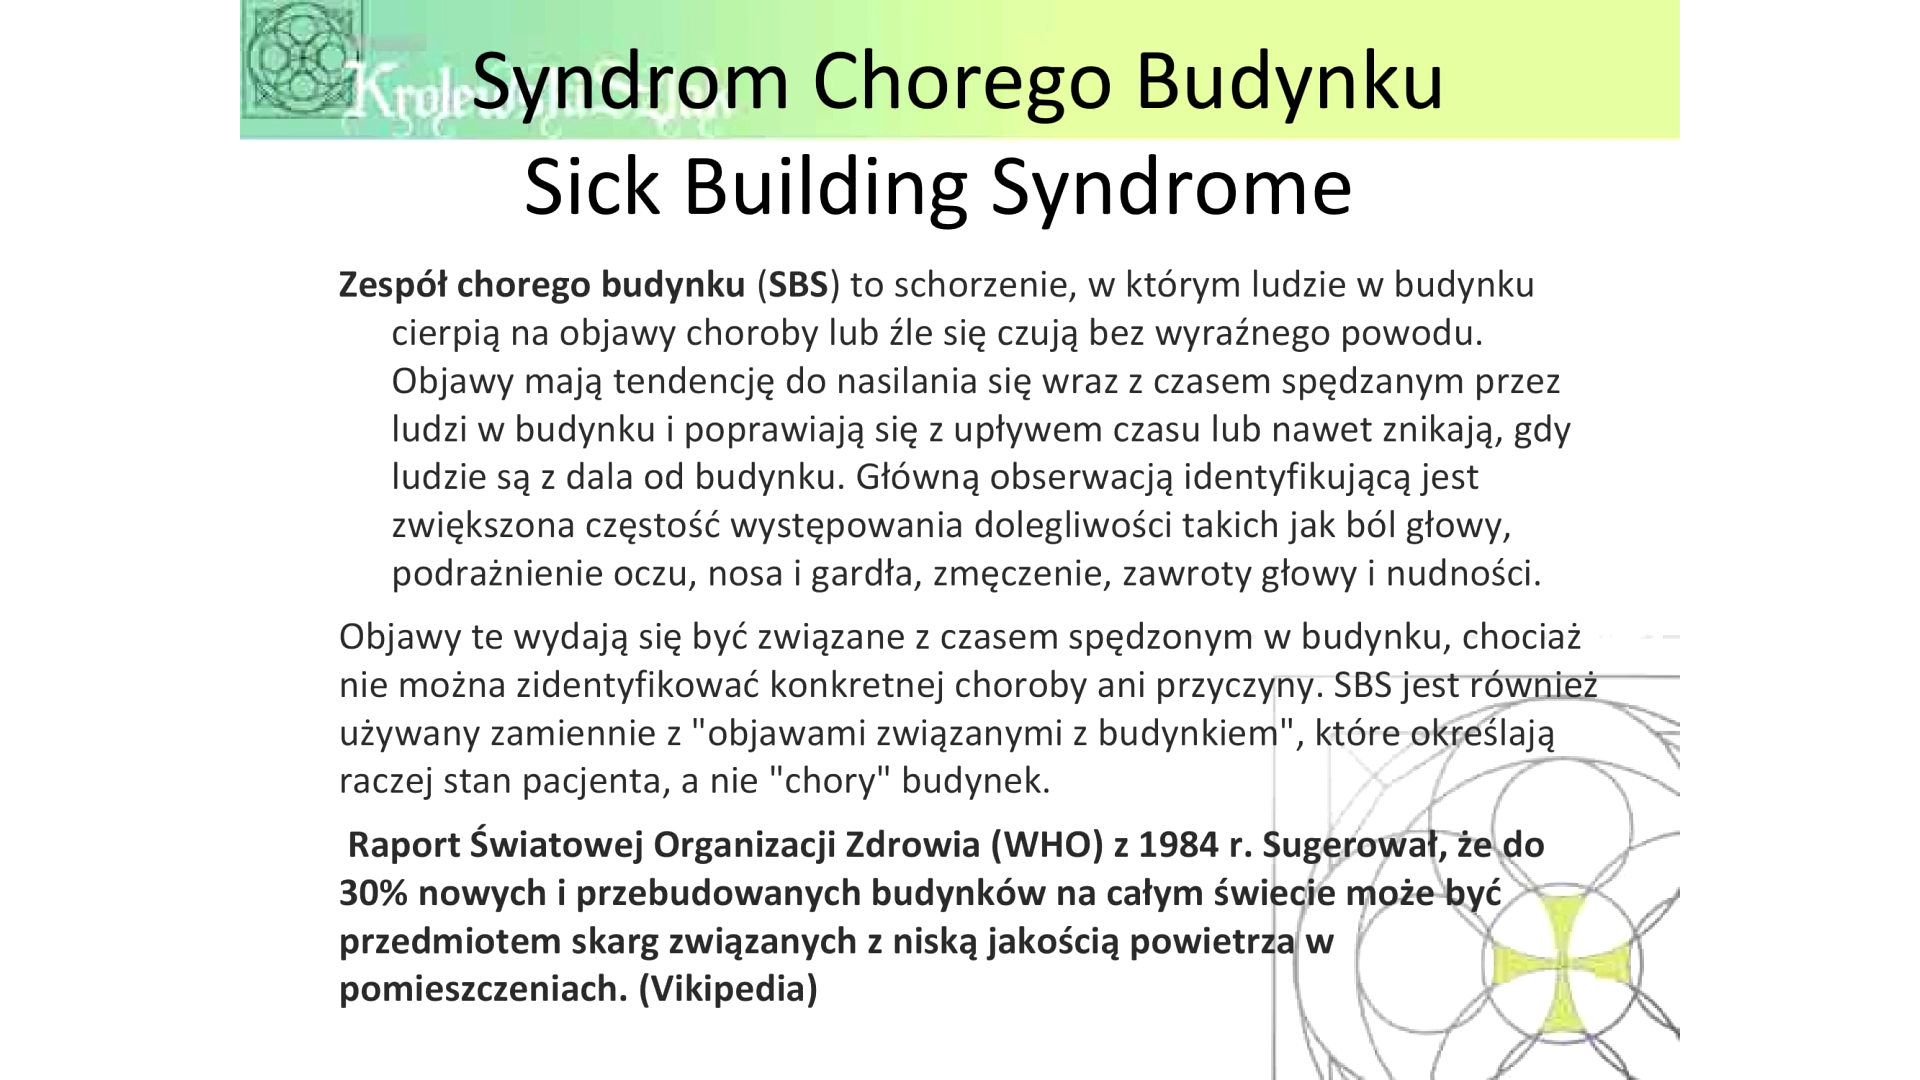 Syndrom Chorego Budynku
Sick Building Syndrome
Zespół chorego budynku (SBS) to schorzenie, w którym ludzie w budynku
cierpią na objawy choroby lub źle się czują bez wyraźnego powodu.
Objawy mają tendencję do nasilania się wraz z czasem spędzanym przez
ludzi w budynku i poprawiają się z upływem czasu lub nawet znikają, gdy
ludzie są z dala od budynku. Główną obserwacją identyfikującą jest
zwiększona częstość występowania dolegliwości takich jak ból głowy,
podrażnienie oczu, nosa i gardła, zmęczenie, zawroty głowy i nudności.
Objawy te wydają się być związane z czasem spędzonym w budynku, chociaż
nie można zidentyfikować konkretnej choroby ani przyczyny. SBS jest również
używany zamiennie z "objawami związanymi z budynkiem", które określają
raczej stan pacjenta, a nie "chory" budynek.
Raport Światowej Organizacji Zdrowia (WHO) z 1984 r. Sugerował, że do
30% nowych i przebudowanych budynków na całym świecie może być
przedmiotem skarg związanych z niską jakością powietrza w
pomieszczeniach. (Vikipedia)